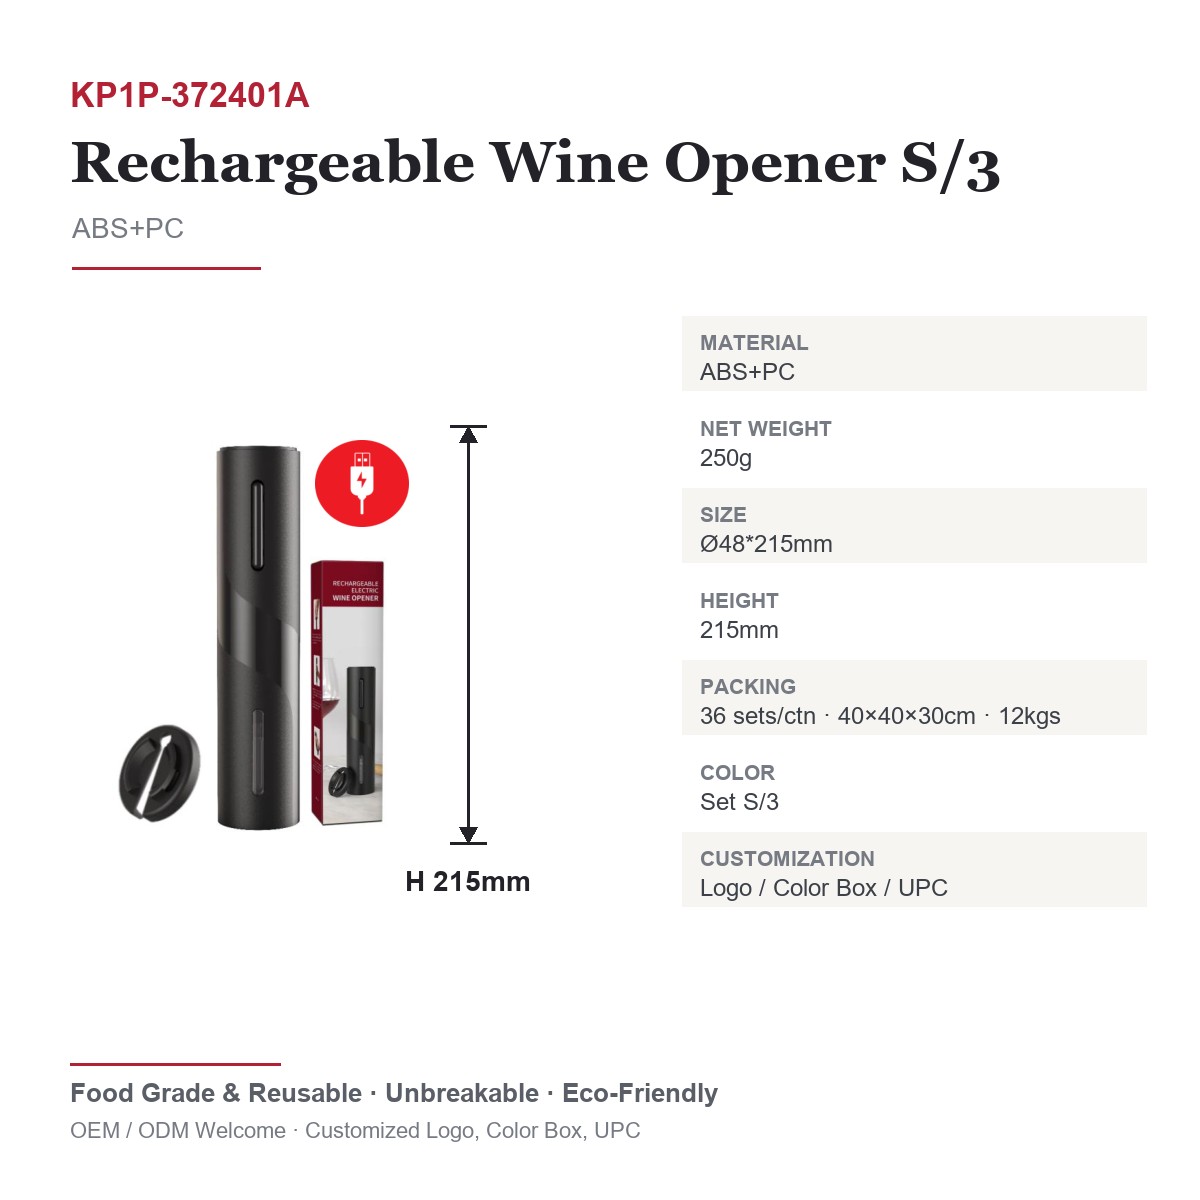 KP1P-372401A
Rechargeable Wine Opener S/3
ABS+PC
RECHARGEABLE
ELECTRIC
WINE OPENER
H 215mm
MATERIAL
ABS+PC
NET WEIGHT
250g
SIZE
Ø48*215mm
HEIGHT
215mm
PACKING
36 sets/ctn · 40×40×30cm · 12kgs
COLOR
Set S/3
CUSTOMIZATION
Logo / Color Box / UPC
Food Grade & Reusable · Unbreakable · Eco-Friendly
OEM / ODM Welcome · Customized Logo, Color Box, UPC